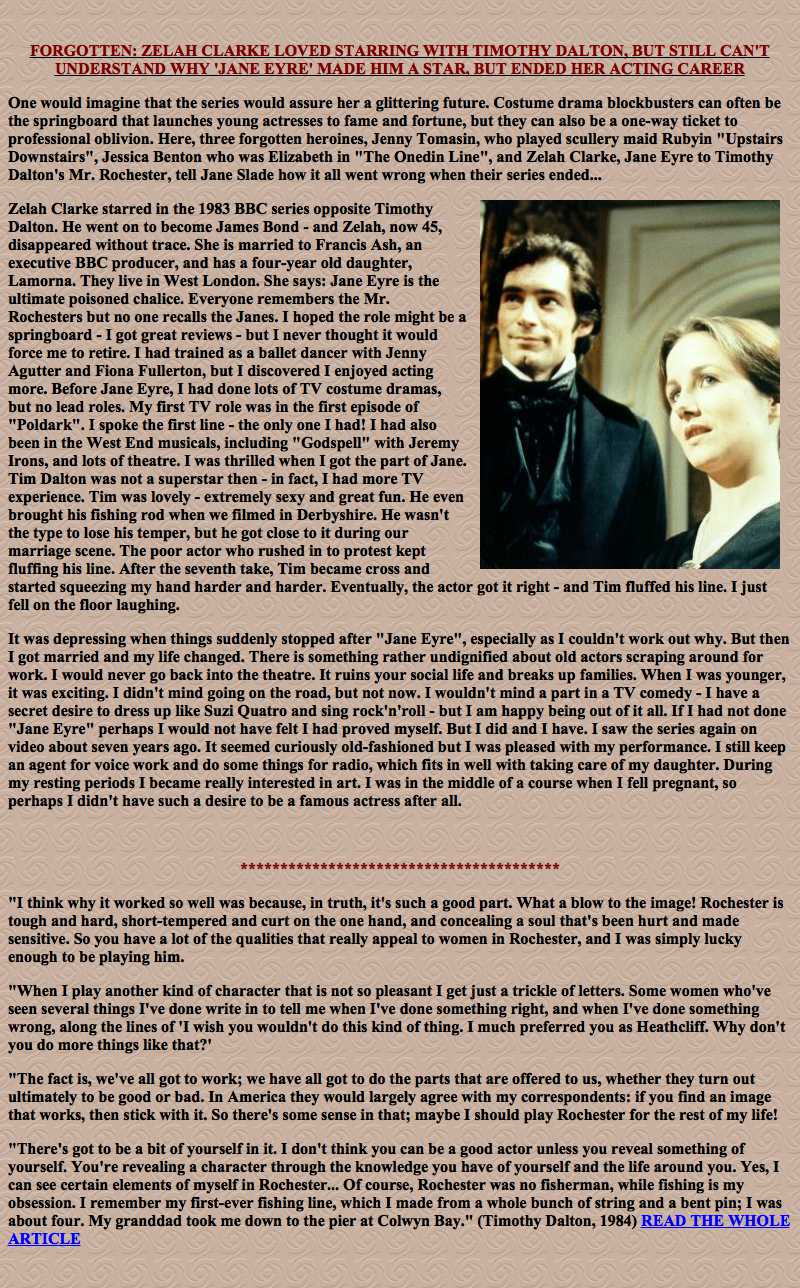 FORGOTTEN: ZELAH CLARKE LOVED STARRING WITH TIMOTHY DALTON, BUT STILL CAN'T
UNDERSTAND WHY 'JANE EYRE' MADE HIM A STAR, BUT ENDED HER ACTING CAREER
One would imagine that the series would assure her a glittering future. Costume drama blockbusters can often be
the springboard that launches young actresses to fame and fortune, but they can also be a one-way ticket to
professional oblivion. Here, three forgotten heroines, Jenny Tomasin, who played scullery maid Rubyin "Upstairs
Downstairs", Jessica Benton who was Elizabeth in "The Onedin Line", and Zelah Clarke, Jane Eyre to Timothy
Dalton's Mr. Rochester, tell Jane Slade how it all went wrong when their series ended...
Zelah Clarke starred in the 1983 BBC series opposite Timothy
Dalton. He went on to become James Bond - and Zelah, now 45,
disappeared without trace. She is married to Francis Ash, an
executive BBC producer, and has a four-year old daughter,
Lamorna. They live in West London. She says: Jane Eyre is the
ultimate poisoned chalice. Everyone remembers the Mr.
Rochesters but no one recalls the Janes. I hoped the role might be a
springboard - I got great reviews - but I never thought it would
force me to retire. I had trained as a ballet dancer with Jenny
Agutter and Fiona Fullerton, but I discovered I enjoyed acting
more. Before Jane Eyre, I had done lots of TV costume dramas,
but no lead roles. My first TV role was in the first episode of
"Poldark". I spoke the first line - the only one I had! I had also
been in the West End musicals, including "Godspell" with Jeremy
Irons, and lots of theatre. I was thrilled when I got the part of Jane.
Tim Dalton was not a superstar then - in fact, I had more TV
experience. Tim was lovely - extremely sexy and great fun. He even
brought his fishing rod when we filmed in Derbyshire. He wasn't
the type to lose his temper, but he got close to it during our
marriage scene. The poor actor who rushed in to protest kept
fluffing his line. After the seventh take, Tim became cross and
started squeezing my hand harder and harder. Eventually, the actor got it right - and Tim fluffed his line. I just
fell on the floor laughing.
It was depressing when things suddenly stopped after "Jane Eyre", especially as I couldn't work out why. But then
I got married and my life changed. There is something rather undignified about old actors scraping around for
work. I would never go back into the theatre. It ruins your social life and breaks up families. When I was younger,
it was exciting. I didn't mind going on the road, but not now. I wouldn't mind a part in a TV comedy - I have a
secret desire to dress up like Suzi Quatro and sing rock'n'roll - but I am happy being out of it all. If I had not done
"Jane Eyre" perhaps I would not have felt I had proved myself. But I did and I have. I saw the series again on
video about seven years ago. It seemed curiously old-fashioned but I was pleased with my performance. I still keep
an agent for voice work and do some things for radio, which fits in well with taking care of my daughter. During
my resting periods I became really interested in art. I was in the middle of a course when I fell pregnant, so
perhaps I didn't have such a desire to be a famous actress after all.
****************************************
"I think why it worked so well was because, in truth, it's such a good part. What a blow to the image! Rochester is
tough and hard, short-tempered and curt on the one hand, and concealing a soul that's been hurt and made
sensitive. So you have a lot of the qualities that really appeal to women in Rochester, and I was simply lucky
enough to be playing him.
"When I play another kind of character that is not so pleasant I get just a trickle of letters. Some women who've
seen several things I've done write in to tell me when I've done something right, and when I've done something
wrong, along the lines of 'I wish you wouldn't do this kind of thing. I much preferred you as Heathcliff. Why don't
you do more things like that?'
"The fact is, we've all got to work; we have all got to do the parts that are offered to us, whether they turn out
ultimately to be good or bad. In America they would largely agree with my correspondents: if you find an image
that works, then stick with it. So there's some sense in that; maybe I should play Rochester for the rest of my life!
"There's got to be a bit of yourself in it. I don't think you can be a good actor unless you reveal something of
yourself. You're revealing a character through the knowledge you have of yourself and the life around you. Yes, I
can see certain elements of myself in Rochester... Of course, Rochester was no fisherman, while fishing is my
obsession. I remember my first-ever fishing line, which I made from a whole bunch of string and a bent pin; I was
about four. My granddad took me down to the pier at Colwyn Bay." (Timothy Dalton, 1984) READ THE WHOLE
ARTICLE